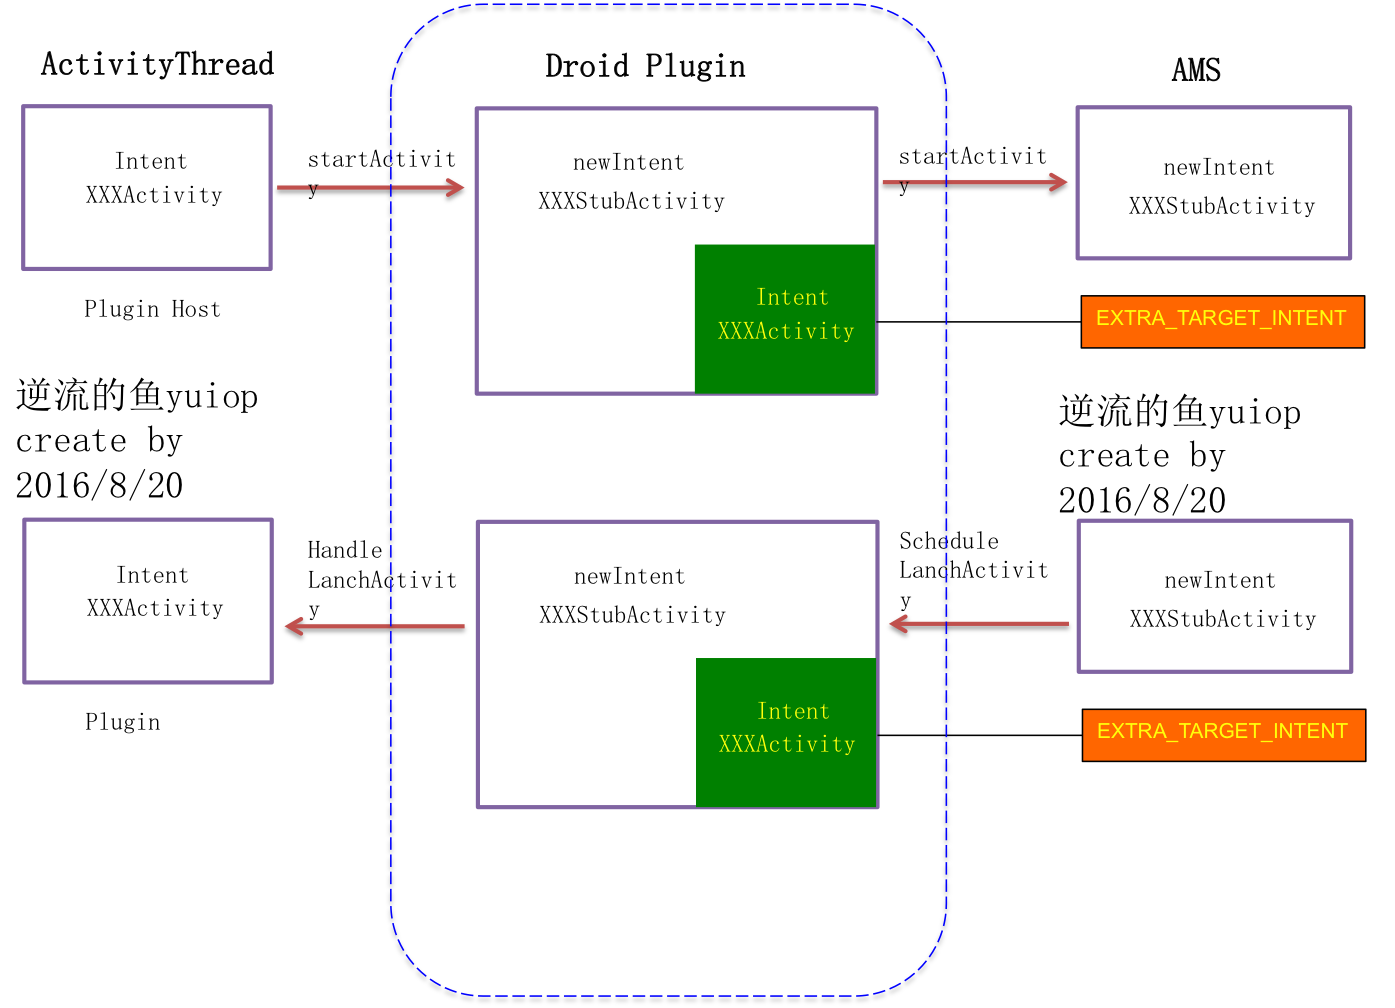 ActivityThread
Droid Plugin
AMS
Intent
XXXActivity
startActivit
y
newIntent
XXXStubActivity
startActivit
y
newIntent
XXXStubActivity
Intent
XXXActivity
Plugin Host
EXTRA_TARGET_INTENT
逆流的鱼yuiop
create by
2016/8/20
逆流的鱼yuiop
create by
2016/8/20
Intent
XXXActivity
Handle
LanchActivit
y
newIntent
XXXStubActivity
Schedule
LanchActivit
y
newIntent
XXXStubActivity
Intent
XXXActivity
Plugin
EXTRA_TARGET_INTENT